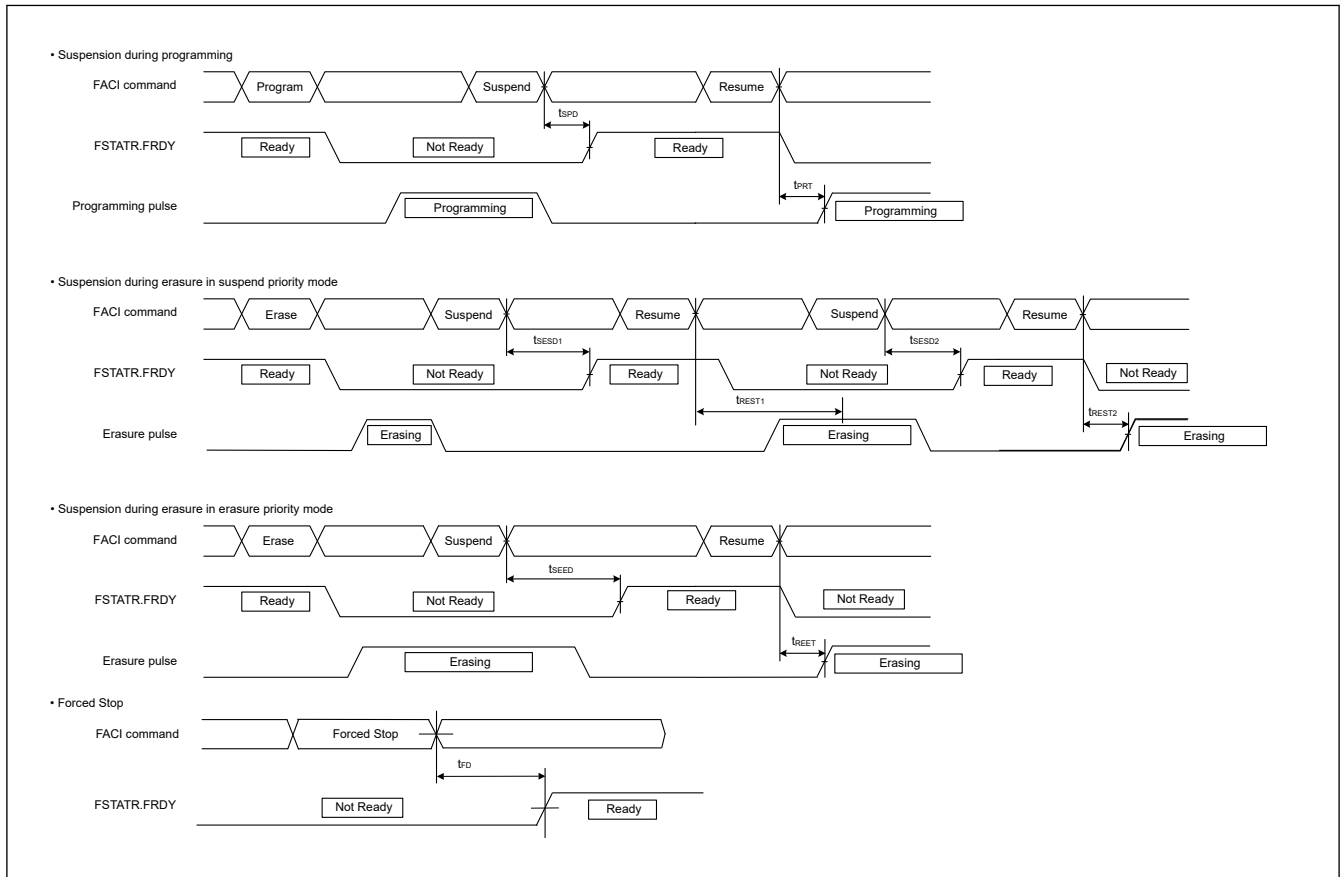 • Suspension during programming
FACI command
Program
Suspend
Resume
tSPD
FSTATR.FRDY
Ready
Not Ready
Ready
tPRT
Programming pulse
Programming
Programming
• Suspension during erasure in suspend priority mode
FACI command
Erase
Suspend
Resume
Suspend
Resume
tSESD1
tSESD2
FSTATR.FRDY
Ready
Not Ready
Ready
Not Ready
Ready
Not Ready
tREST1
tREST2
Erasure pulse
Erasing
Erasing
Erasing
• Suspension during erasure in erasure priority mode
FACI command
Erase
Suspend
Resume
tSEED
FSTATR.FRDY
Ready
Not Ready
Ready
Not Ready
tREET
Erasure pulse
Erasing
Erasing
• Forced Stop
FACI command
Forced Stop
tFD
FSTATR.FRDY
Not Ready
Ready